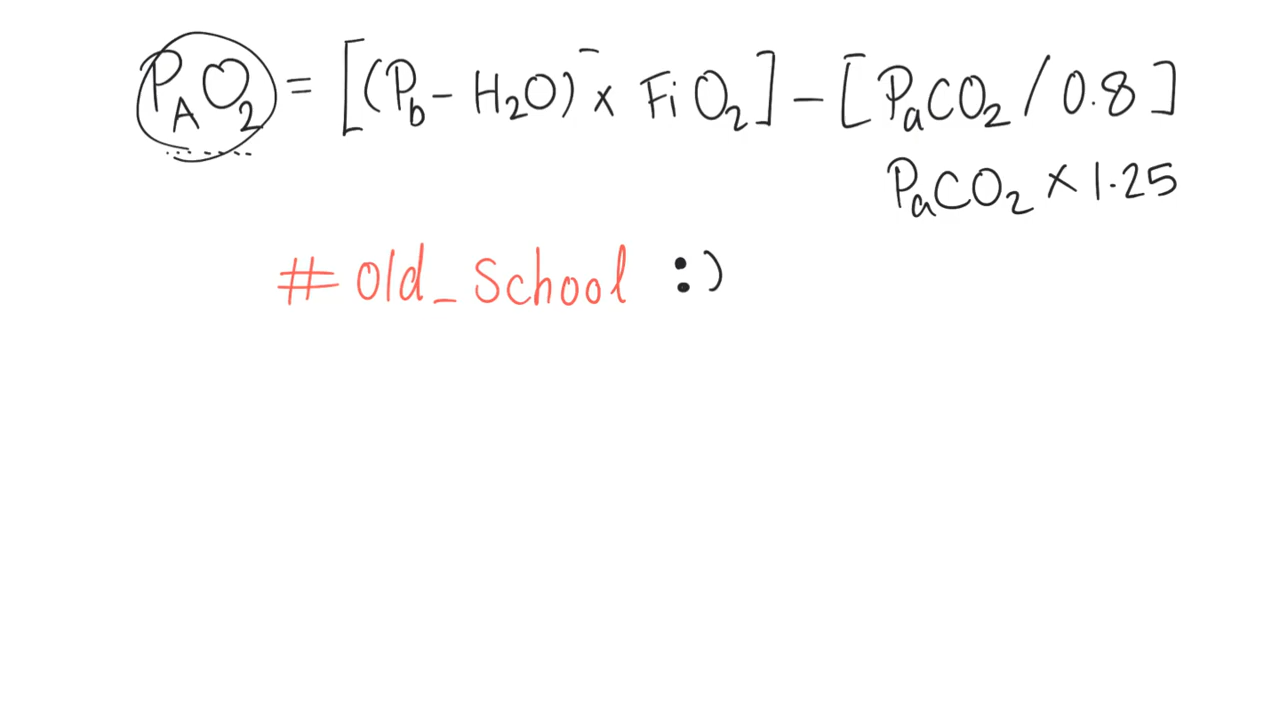 PAO2 = [(Pb - H2O) x FiO2] - [PaCO2 / 0.8]
PaCO2 x 1.25
# Old_School :)